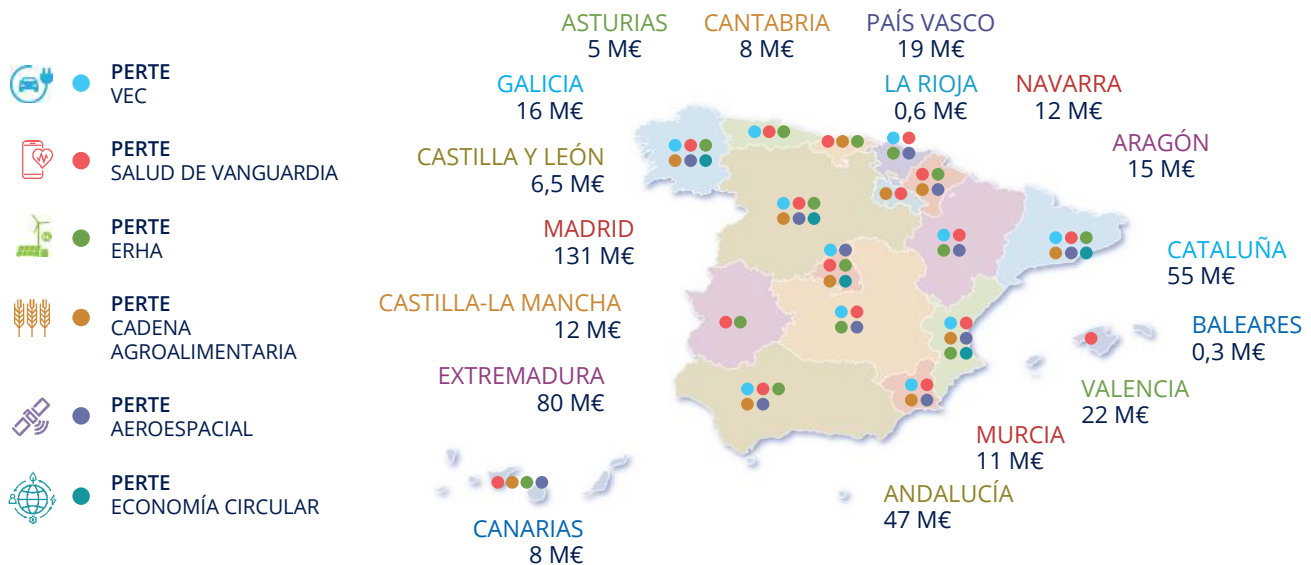 PERTE
VEC
PERTE
SALUD DE VANGUARDIA
PERTE
ERHA
PERTE
CADENA
AGROALIMENTARIA
PERTE
AEROESPACIAL
PERTE
ECONOMÍA CIRCULAR
ASTURIAS
5 M€
CANTABRIA
8 M€
PAÍS VASCO
19 M€
GALICIA
16 M€
LA RIOJA
0,6 M€
NAVARRA
12 M€
CASTILLA Y LEÓN
6,5 M€
ARAGÓN
15 M€
MADRID
131 M€
CATALUÑA
55 M€
CASTILLA-LA MANCHA
12 M€
BALEARES
0,3 M€
EXTREMADURA
80 M€
VALENCIA
22 M€
MURCIA
11 M€
ANDALUCÍA
47 M€
CANARIAS
8 M€